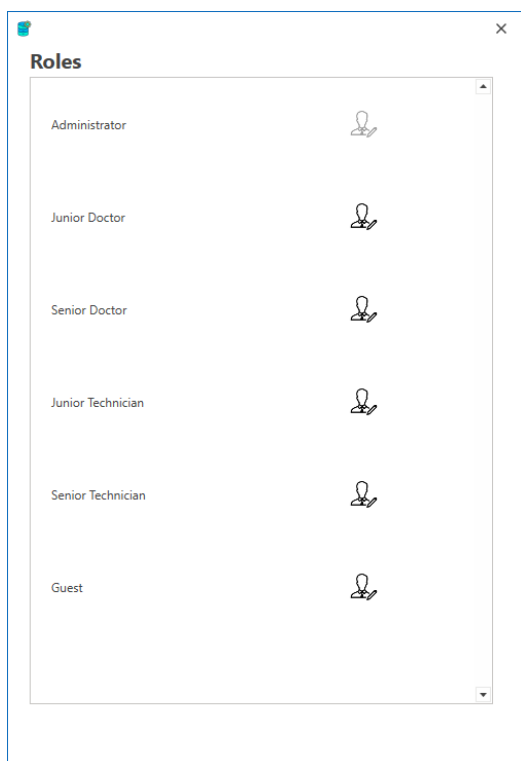 Roles
Administrator
Junior Doctor
Senior Doctor
Junior Technician
Senior Technician
Guest